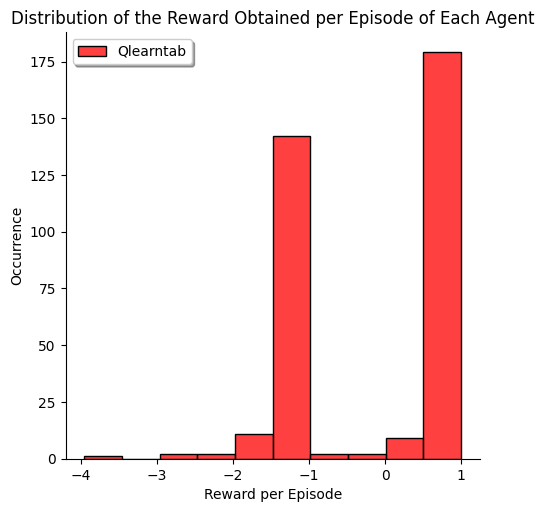 Distribution of the Reward Obtained per Episode of Each Agent
Qlearntab
175
150
125
100
75
50
25
0
Occurrence
−4 −3 −2 −1 0 1
Reward per Episode